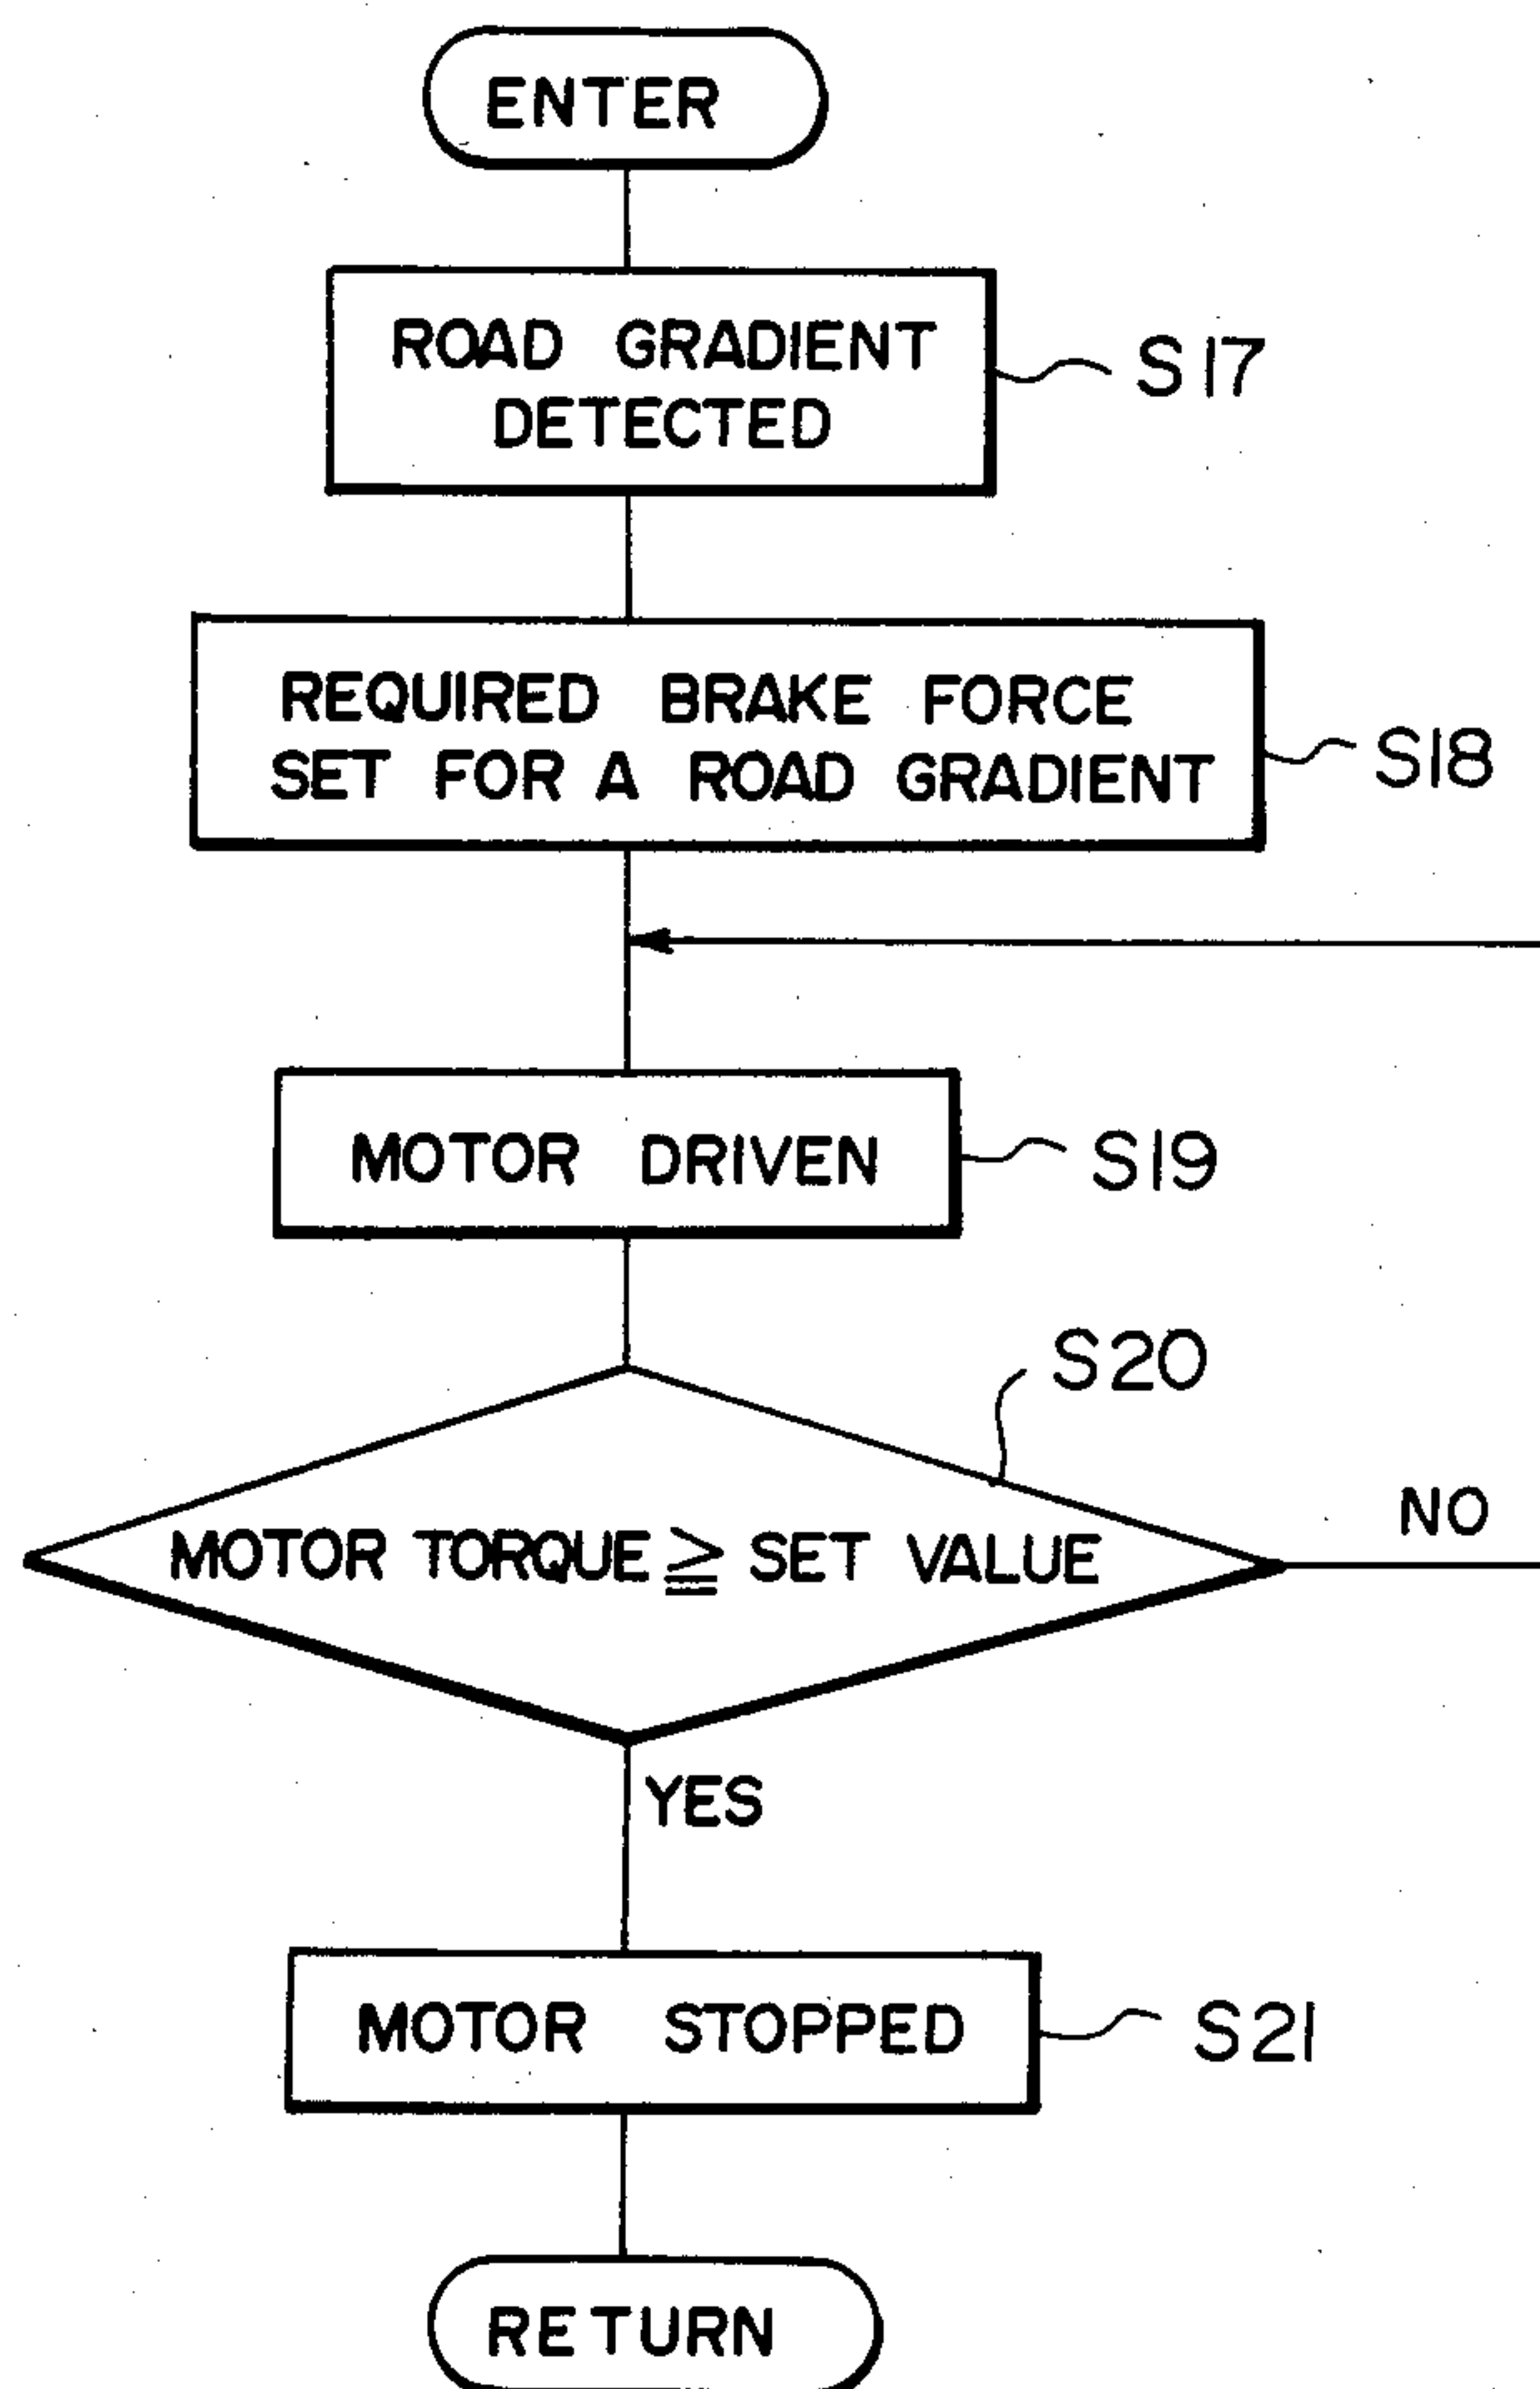 ENTER
ROAD GRADIENT
DETECTED
S17
REQUIRED BRAKE FORCE
SET FOR A ROAD GRADIENT
S18
MOTOR DRIVEN
S19
S20
MOTOR TORQUE ≧ SET VALUE
NO
YES
MOTOR STOPPED
S21
RETURN